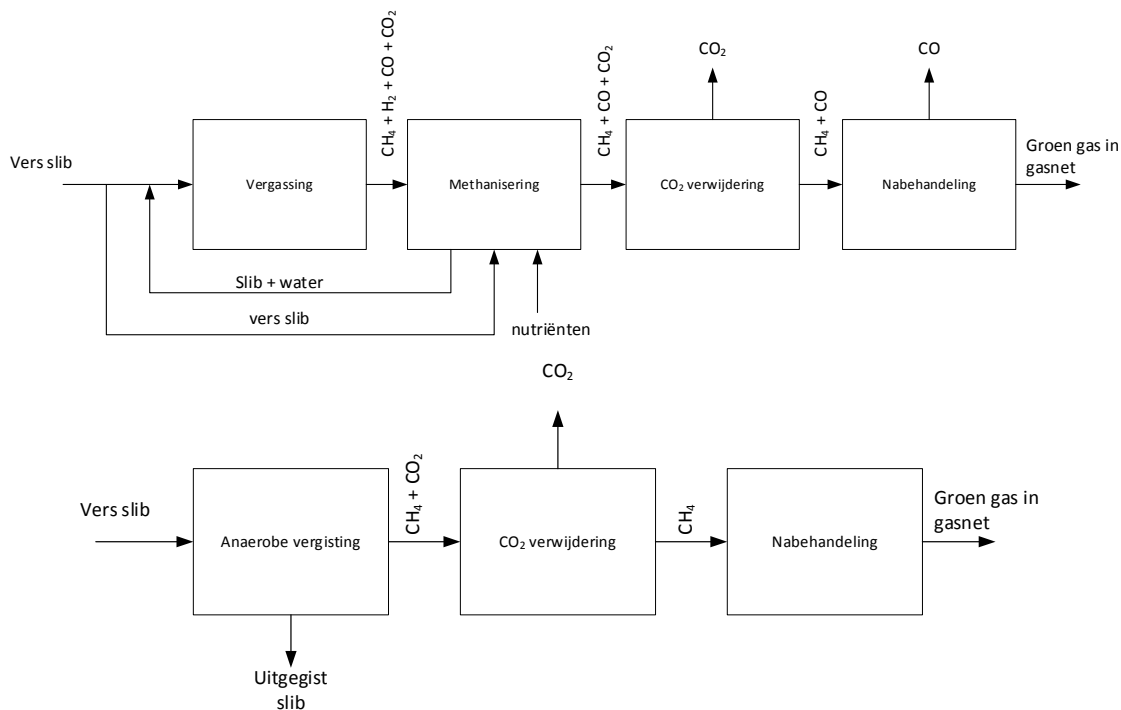 CO₂
CO
CH₄ + H₂ + CO + CO₂
CH₄ + CO + CO₂
CH₄ + CO
Vers slib
Vergassing
Methanisering
CO₂ verwijdering
Nabehandeling
Groen gas in
gasnet
Slib + water
vers slib
nutriënten
CO₂
CH₄ + CO₂
CH₄
Vers slib
Anaerobe vergisting
CO₂ verwijdering
Nabehandeling
Groen gas in
gasnet
Uitgegist
slib